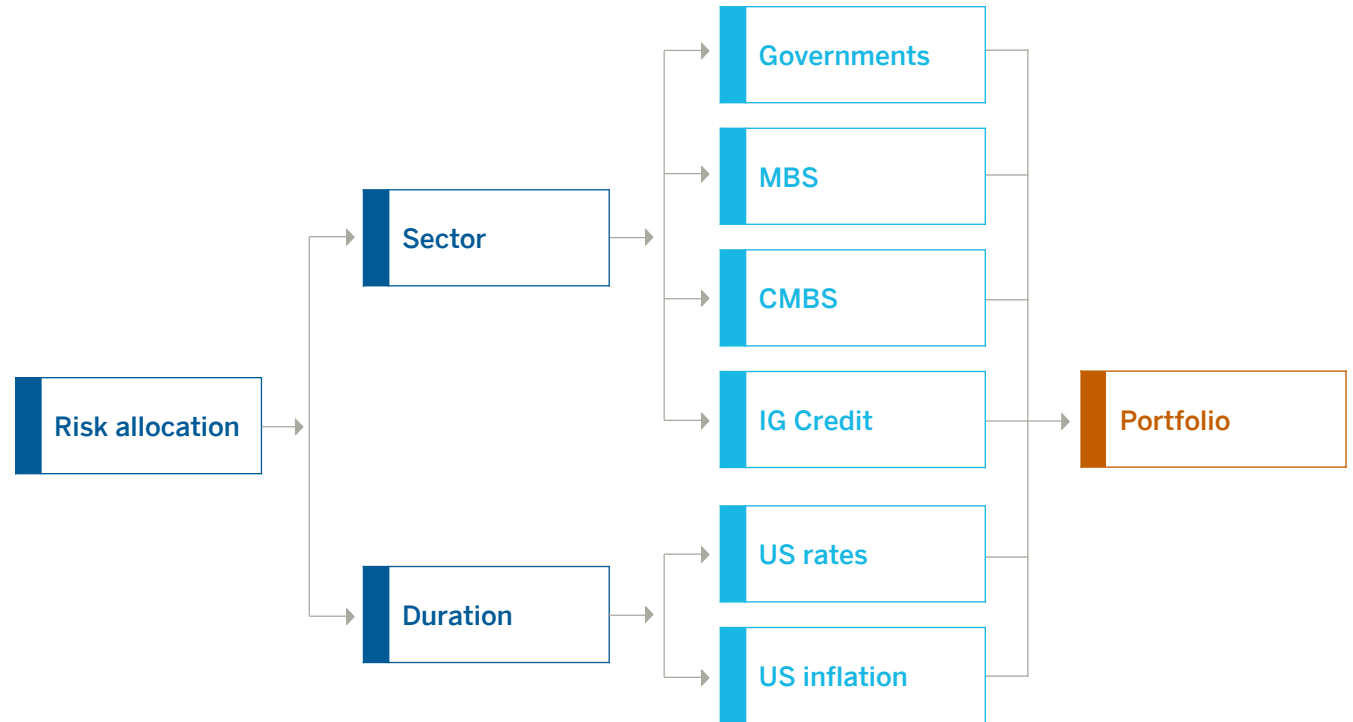 Governments
MBS
Sector
CMBS
Risk allocation
IG Credit
Portfolio
US rates
Duration
US inflation